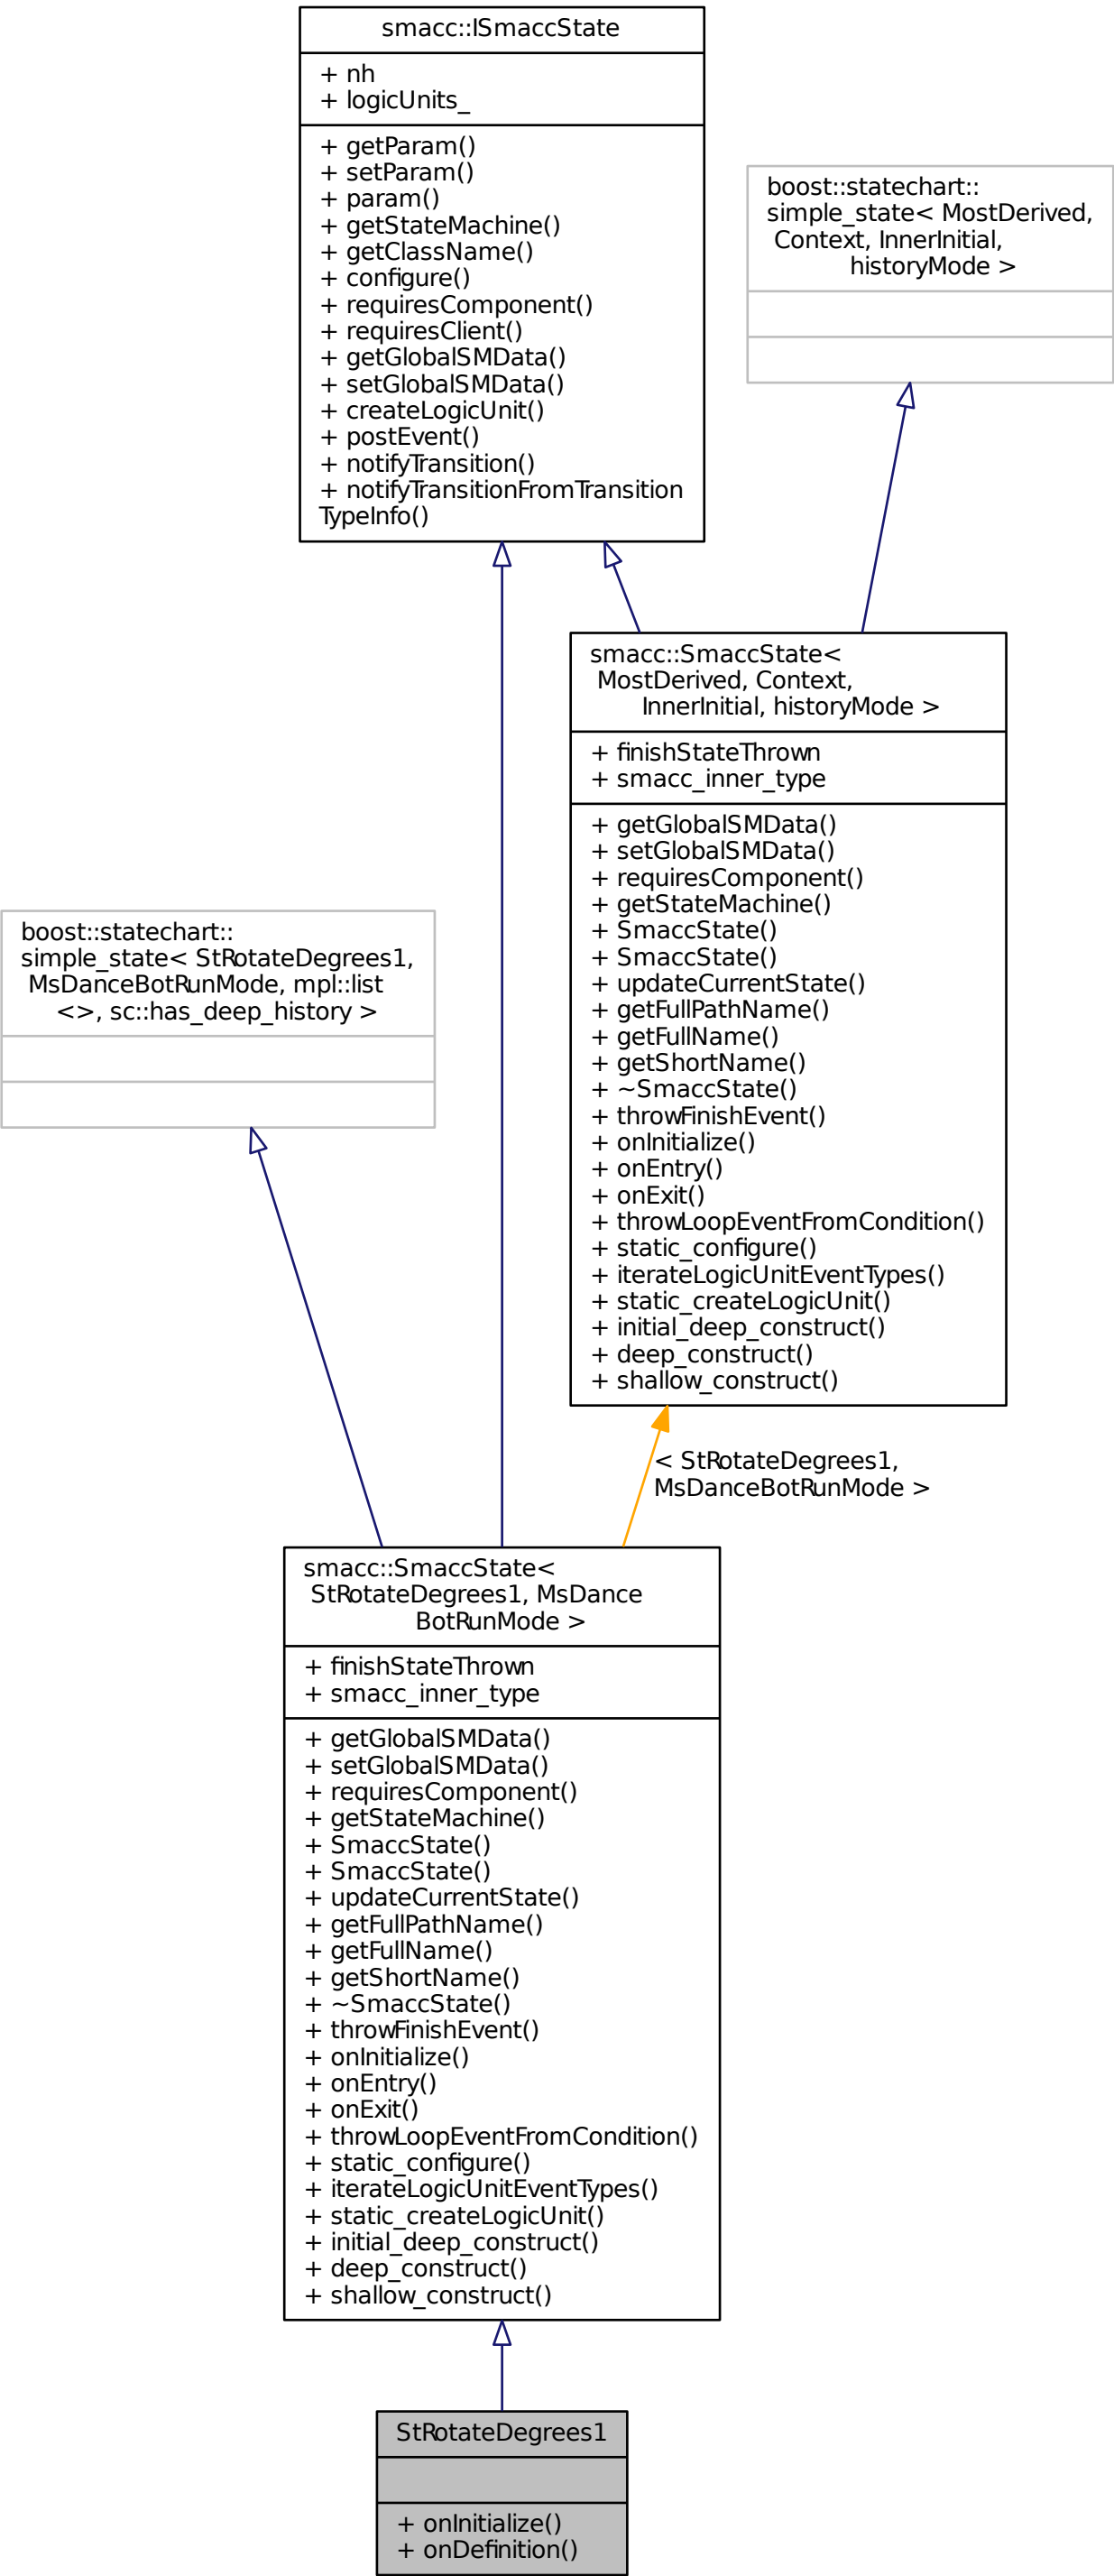 smacc::ISmaccState
+ nh
+ logicUnits_
+ getParam()
+ setParam()
+ param()
+ getStateMachine()
+ getClassName()
+ configure()
+ requiresComponent()
+ requiresClient()
+ getGlobalSMData()
+ setGlobalSMData()
+ createLogicUnit()
+ postEvent()
+ notifyTransition()
+ notifyTransitionFromTransition
TypeInfo()
boost::statechart::
simple_state< MostDerived,
Context, InnerInitial,
historyMode >
smacc::SmaccState<
MostDerived, Context,
InnerInitial, historyMode >
+ finishStateThrown
+ smacc_inner_type
+ getGlobalSMData()
+ setGlobalSMData()
+ requiresComponent()
+ getStateMachine()
+ SmaccState()
+ SmaccState()
+ updateCurrentState()
+ getFullPathName()
+ getFullName()
+ getShortName()
+ ~SmaccState()
+ throwFinishEvent()
+ onInitialize()
+ onEntry()
+ onExit()
+ throwLoopEventFromCondition()
+ static_configure()
+ iterateLogicUnitEventTypes()
+ static_createLogicUnit()
+ initial_deep_construct()
+ deep_construct()
+ shallow_construct()
boost::statechart::
simple_state< StRotateDegrees1,
MsDanceBotRunMode, mpl::list
<>, sc::has_deep_history >
< StRotateDegrees1,
MsDanceBotRunMode >
smacc::SmaccState<
StRotateDegrees1, MsDance
BotRunMode >
+ finishStateThrown
+ smacc_inner_type
+ getGlobalSMData()
+ setGlobalSMData()
+ requiresComponent()
+ getStateMachine()
+ SmaccState()
+ SmaccState()
+ updateCurrentState()
+ getFullPathName()
+ getFullName()
+ getShortName()
+ ~SmaccState()
+ throwFinishEvent()
+ onInitialize()
+ onEntry()
+ onExit()
+ throwLoopEventFromCondition()
+ static_configure()
+ iterateLogicUnitEventTypes()
+ static_createLogicUnit()
+ initial_deep_construct()
+ deep_construct()
+ shallow_construct()
StRotateDegrees1
+ onInitialize()
+ onDefinition()